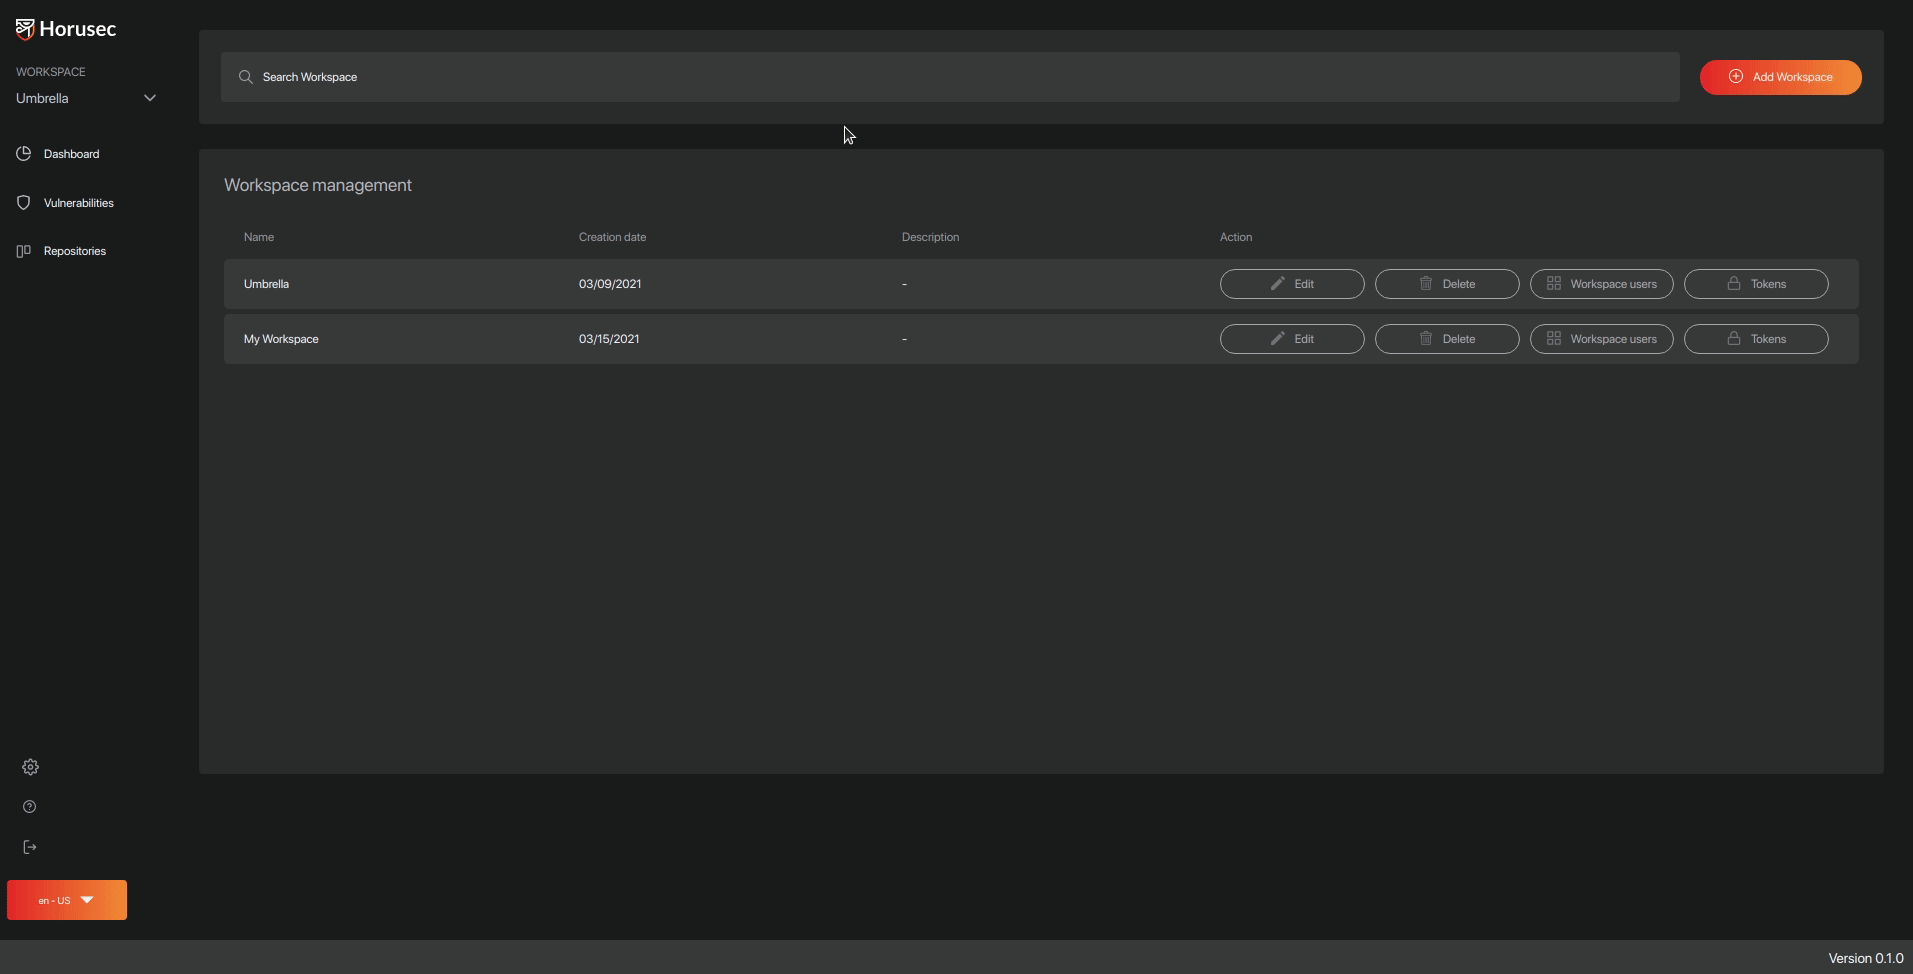 Horusec
WORKSPACE
Umbrella
Dashboard
Vulnerabilities
Repositories
en - US
Search Workspace
Add Workspace
Workspace management
Name Creation date Description Action
Umbrella 03/09/2021 - Edit Delete Workspace users Tokens
My Workspace 03/15/2021 - Edit Delete Workspace users Tokens
Version 0.1.0